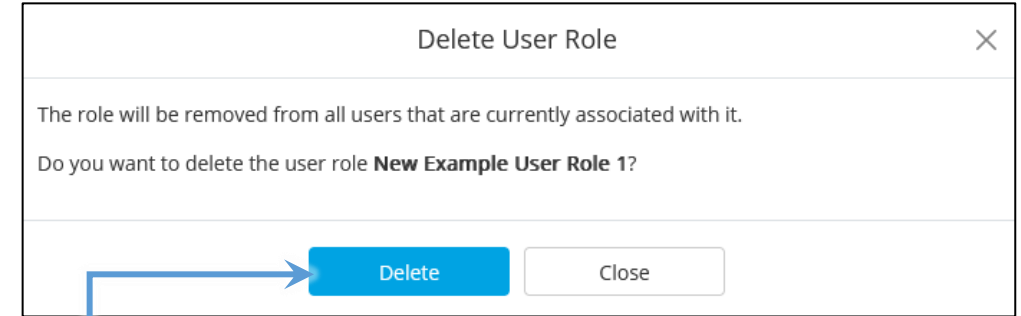 Delete User Role
The role will be removed from all users that are currently associated with it.
Do you want to delete the user role New Example User Role 1?
Delete
Close